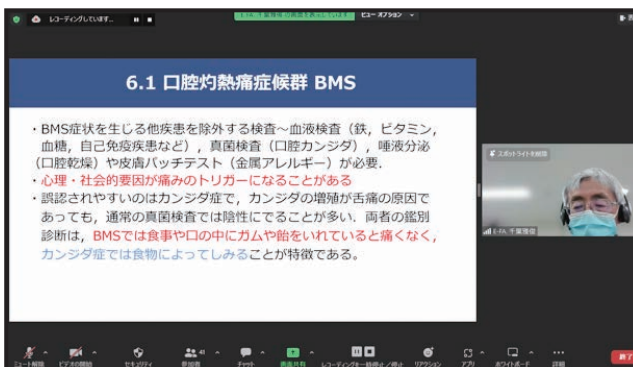 レコーディングしています...
ビュー オプション
6.1 口腔灼熱痛症候群 BMS
・BMS症状を生じる他疾患を除外する検査～血液検査（鉄，ビタミン，
血糖，自己免疫疾患など），真菌検査（口腔カンジダ），唾液分泌
（口腔乾燥）や皮膚パッチテスト（金属アレルギー）が必要．
・心理・社会的要因が痛みのトリガーになることがある
・誤認されやすいのはカンジダ症で，カンジダの増殖が舌痛の原因で
あっても，通常の真菌検査では陰性にでることが多い．両者の鑑別
診断は，BMSでは食事や口の中にガムや飴をいれていると痛くなく，
カンジダ症では食物によってしみることが特徴である。
スポットライトを削除
ミュート解除
ビデオの開始
セキュリティ
参加者
41
チャット
画面共有
レコーディングを一時停止／停止
リアクション
アプリ
ホワイトボード
詳細
終了